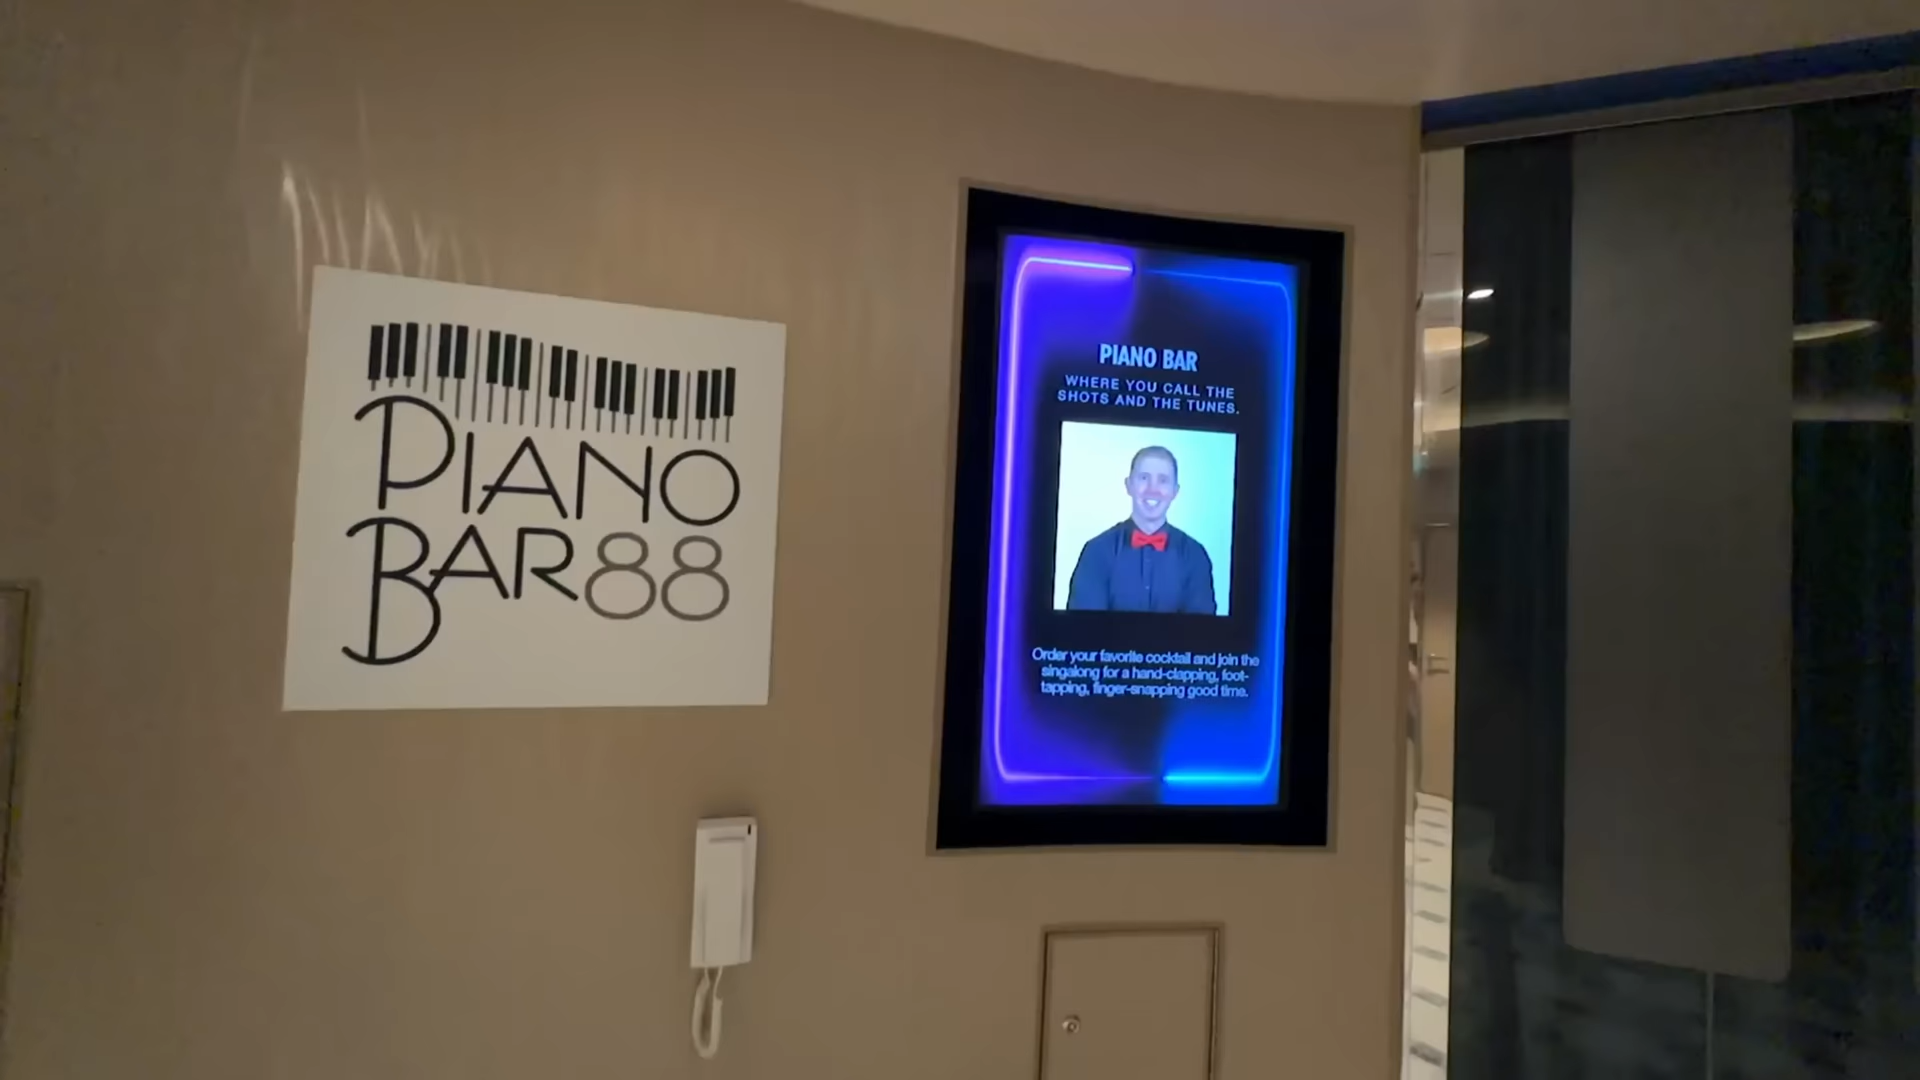 PIANO
BAR88
PIANO BAR
WHERE YOU CALL THE
SHOTS AND THE TUNES.
Order your favorite cocktail and join the
singalong for a hand-clapping, foot-
tapping, finger-snapping good time.